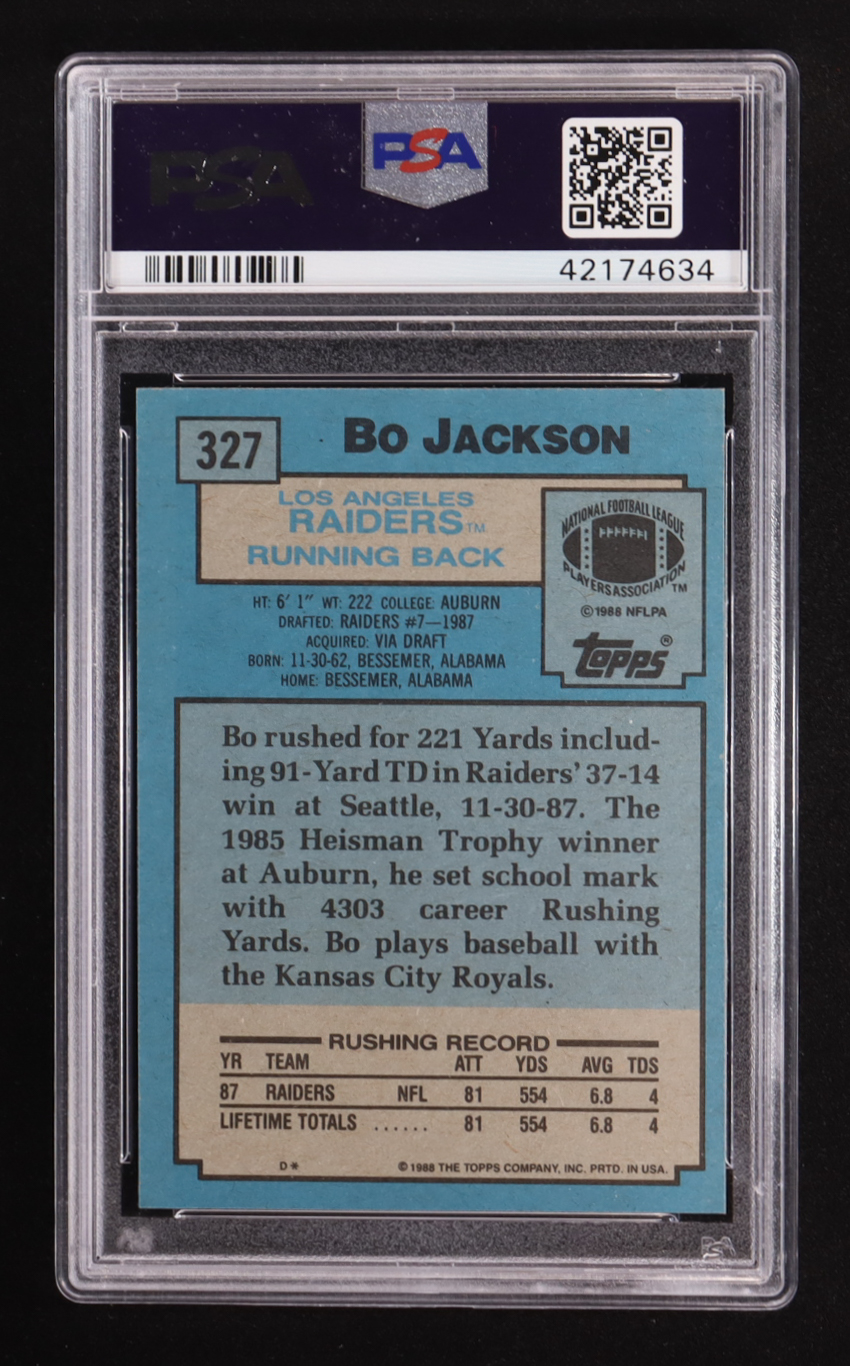 PSA
PSA
42174634
327
BO JACKSON
LOS ANGELES
RAIDERS™
RUNNING BACK
NATIONAL FOOTBALL LEAGUE
PLAYERS ASSOCIATION™
©1988 NFLPA
TOPPS®
HT: 6' 1" WT: 222 COLLEGE: AUBURN
DRAFTED: RAIDERS #7—1987
ACQUIRED: VIA DRAFT
BORN: 11-30-62, BESSEMER, ALABAMA
HOME: BESSEMER, ALABAMA
Bo rushed for 221 Yards includ-
ing 91-Yard TD in Raiders' 37-14
win at Seattle, 11-30-87. The
1985 Heisman Trophy winner
at Auburn, he set school mark
with 4303 career Rushing
Yards. Bo plays baseball with
the Kansas City Royals.
RUSHING RECORD
YR TEAM ATT YDS AVG TDS
87 RAIDERS NFL 81 554 6.8 4
LIFETIME TOTALS ...... 81 554 6.8 4
D* ©1988 THE TOPPS COMPANY, INC. PRTD. IN USA.
PSA